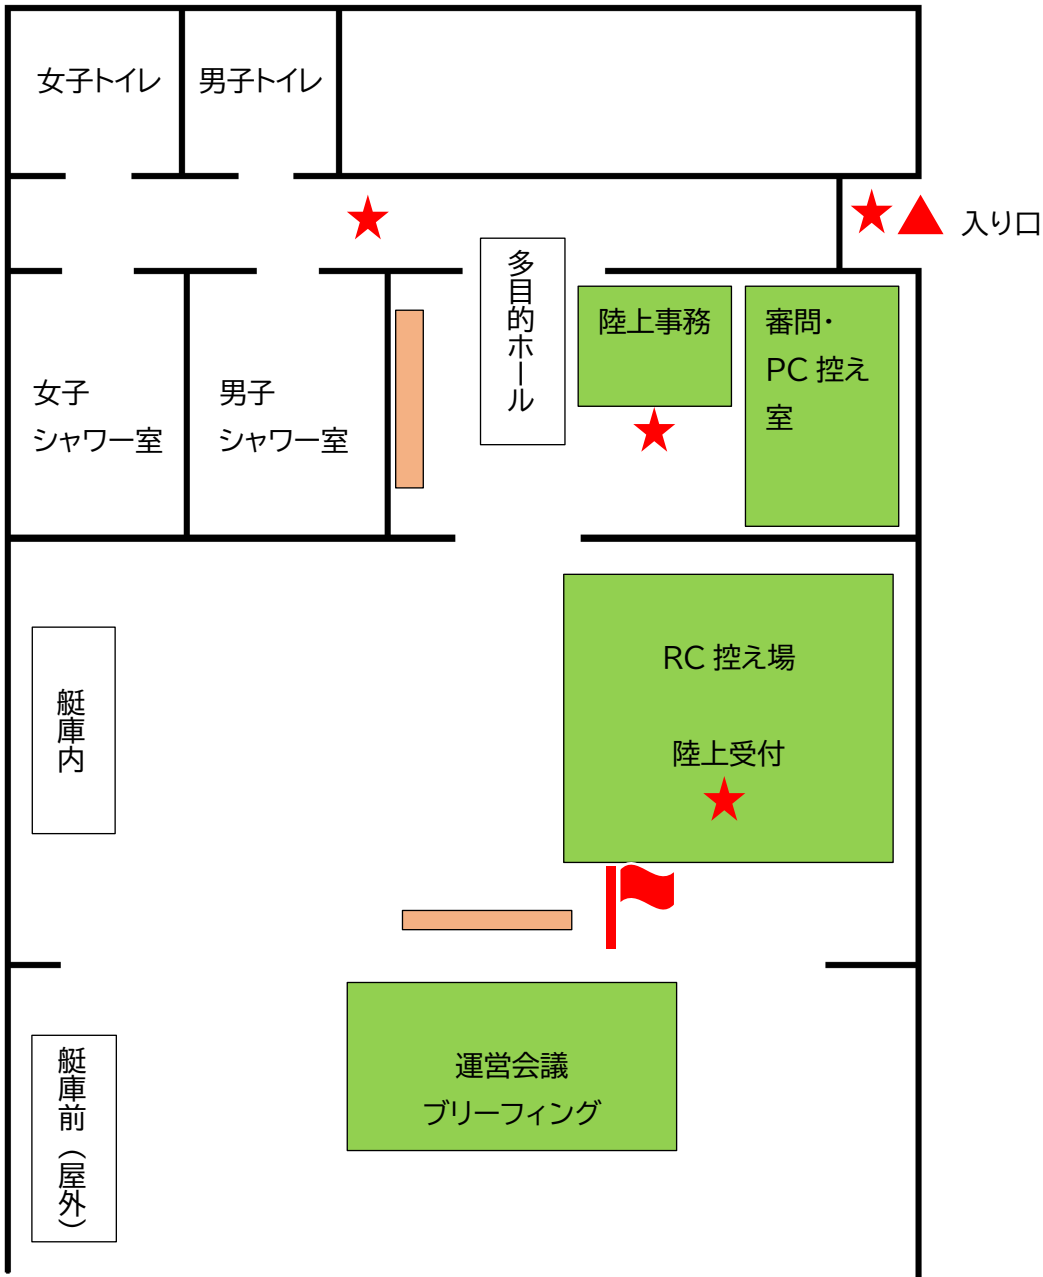 女子トイレ
男子トイレ
入り口
多目的ホール
陸上事務
審問・
PC 控え
室
女子
シャワー室
男子
シャワー室
RC 控え場
陸上受付
艇庫内
運営会議
ブリーフィング
艇庫前（屋外）